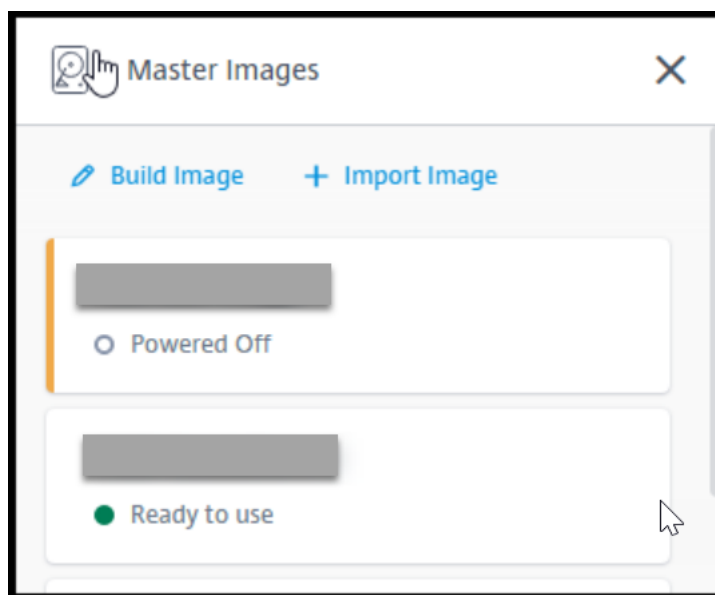 Master Images
Build Image
Import Image
Powered Off
Ready to use